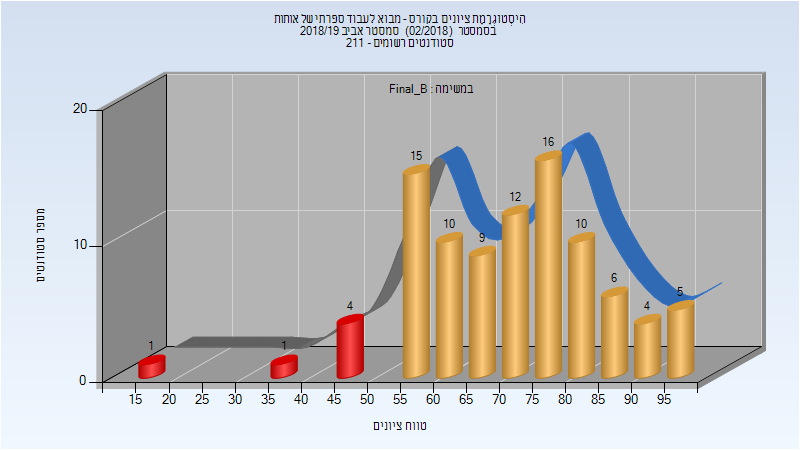 היסטוגרמת ציונים בקורס - מבוא לעבוד ספרתי של אותות
בסמסטר (02/2018) סמסטר אביב 2018/19
סטודנטים רשומים - 211
במשימה : Final_B
מספר סטודנטים
20
10
0
1
1
4
15
10
9
12
16
10
6
4
5
15 20 25 30 35 40 45 50 55 60 65 70 75 80 85 90 95
טווח ציונים